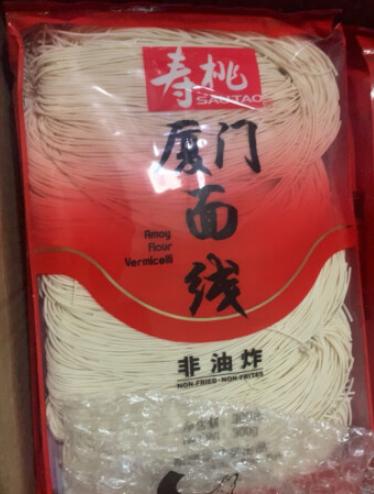 寿桃
SAU TAO
厦门面线
Amoy
Flour
Vermicelli
非油炸
NON-FRIED·NON-FRITES